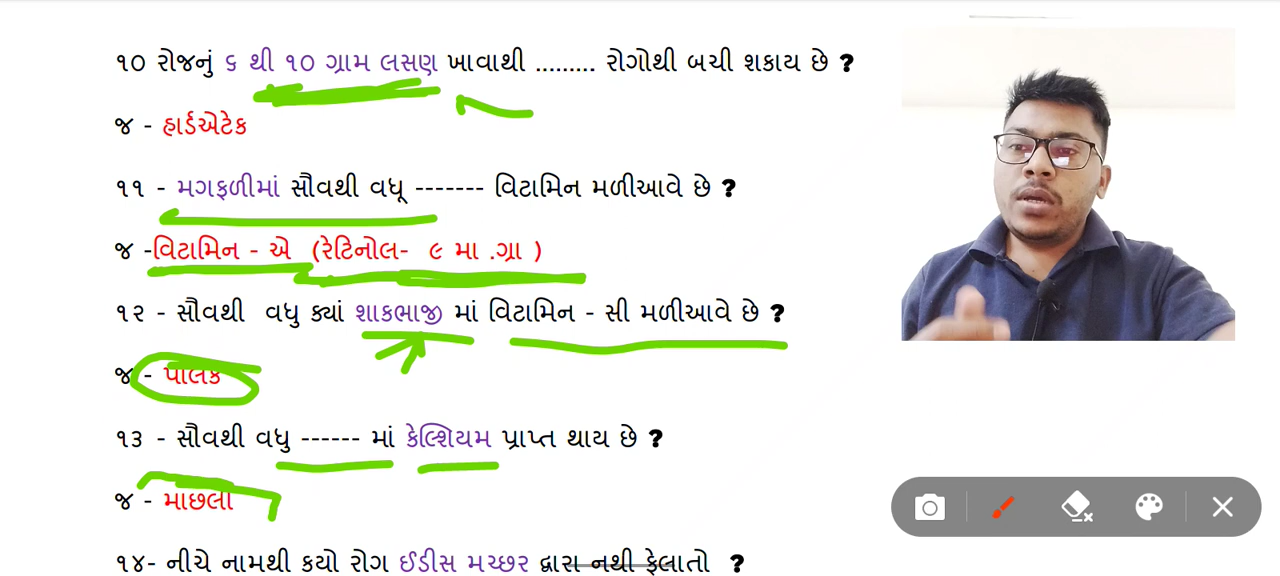 ૧૦ રોજનું ૬ થી ૧૦ ગ્રામ લસણ ખાવાથી ......... રોગોથી બચી શકાય છે ?
જ - હાર્ડએટેક
૧૧ - મગફળીમાં સૌવથી વધૂ ------- વિટામિન મળીઆવે છે ?
જ -વિટામિન - એ (રેટિનોલ- ૯ મા .ગ્રા )
૧૨ - સૌવથી વધુ ક્યાં શાકભાજી માં વિટામિન - સી મળીઆવે છે ?
જ - પાલક
૧૩ - સૌવથી વધુ ------ માં કેલ્શિયમ પ્રાપ્ત થાય છે ?
જ - માછલી
૧૪- નીચે નામથી કયો રોગ ઈડીસ મચ્છર દ્વારા નથી ફેલાતો ?